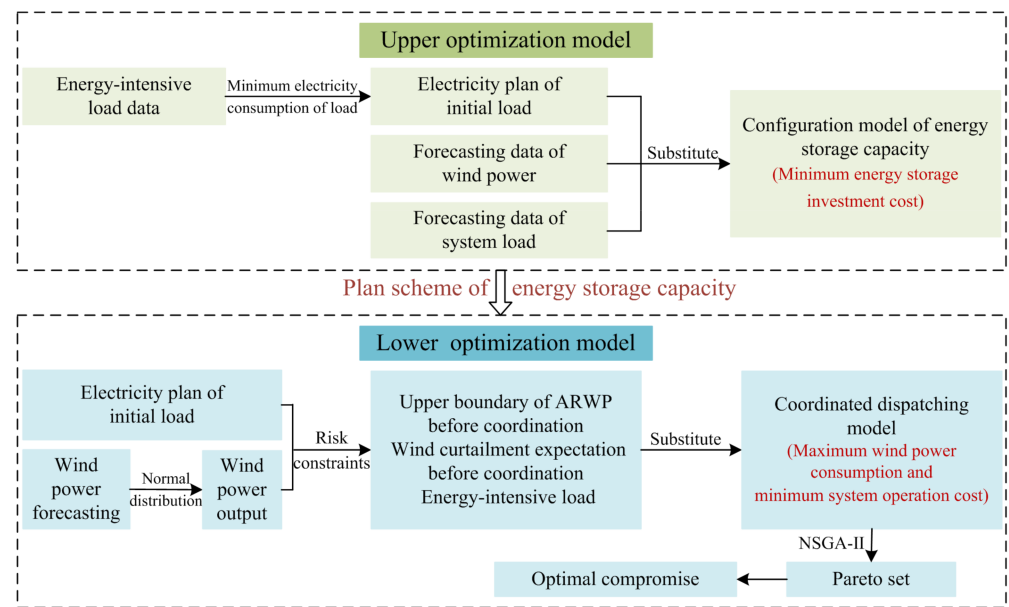 Upper optimization model
Energy-intensive
load data
Minimum electricity
consumption of load
Electricity plan of
initial load
Forecasting data of
wind power
Forecasting data of
system load
Substitute
Configuration model of energy
storage capacity
(Minimum energy storage
investment cost)
Plan scheme of energy storage capacity
Lower optimization model
Electricity plan of
initial load
Wind
power
forecasting
Normal
distribution
Wind
power
output
Risk
constraints
Upper boundary of ARWP
before coordination
Wind curtailment expectation
before coordination
Energy-intensive load
Substitute
Coordinated dispatching
model
(Maximum wind power
consumption and
minimum system operation cost)
NSGA-II
Pareto set
Optimal compromise